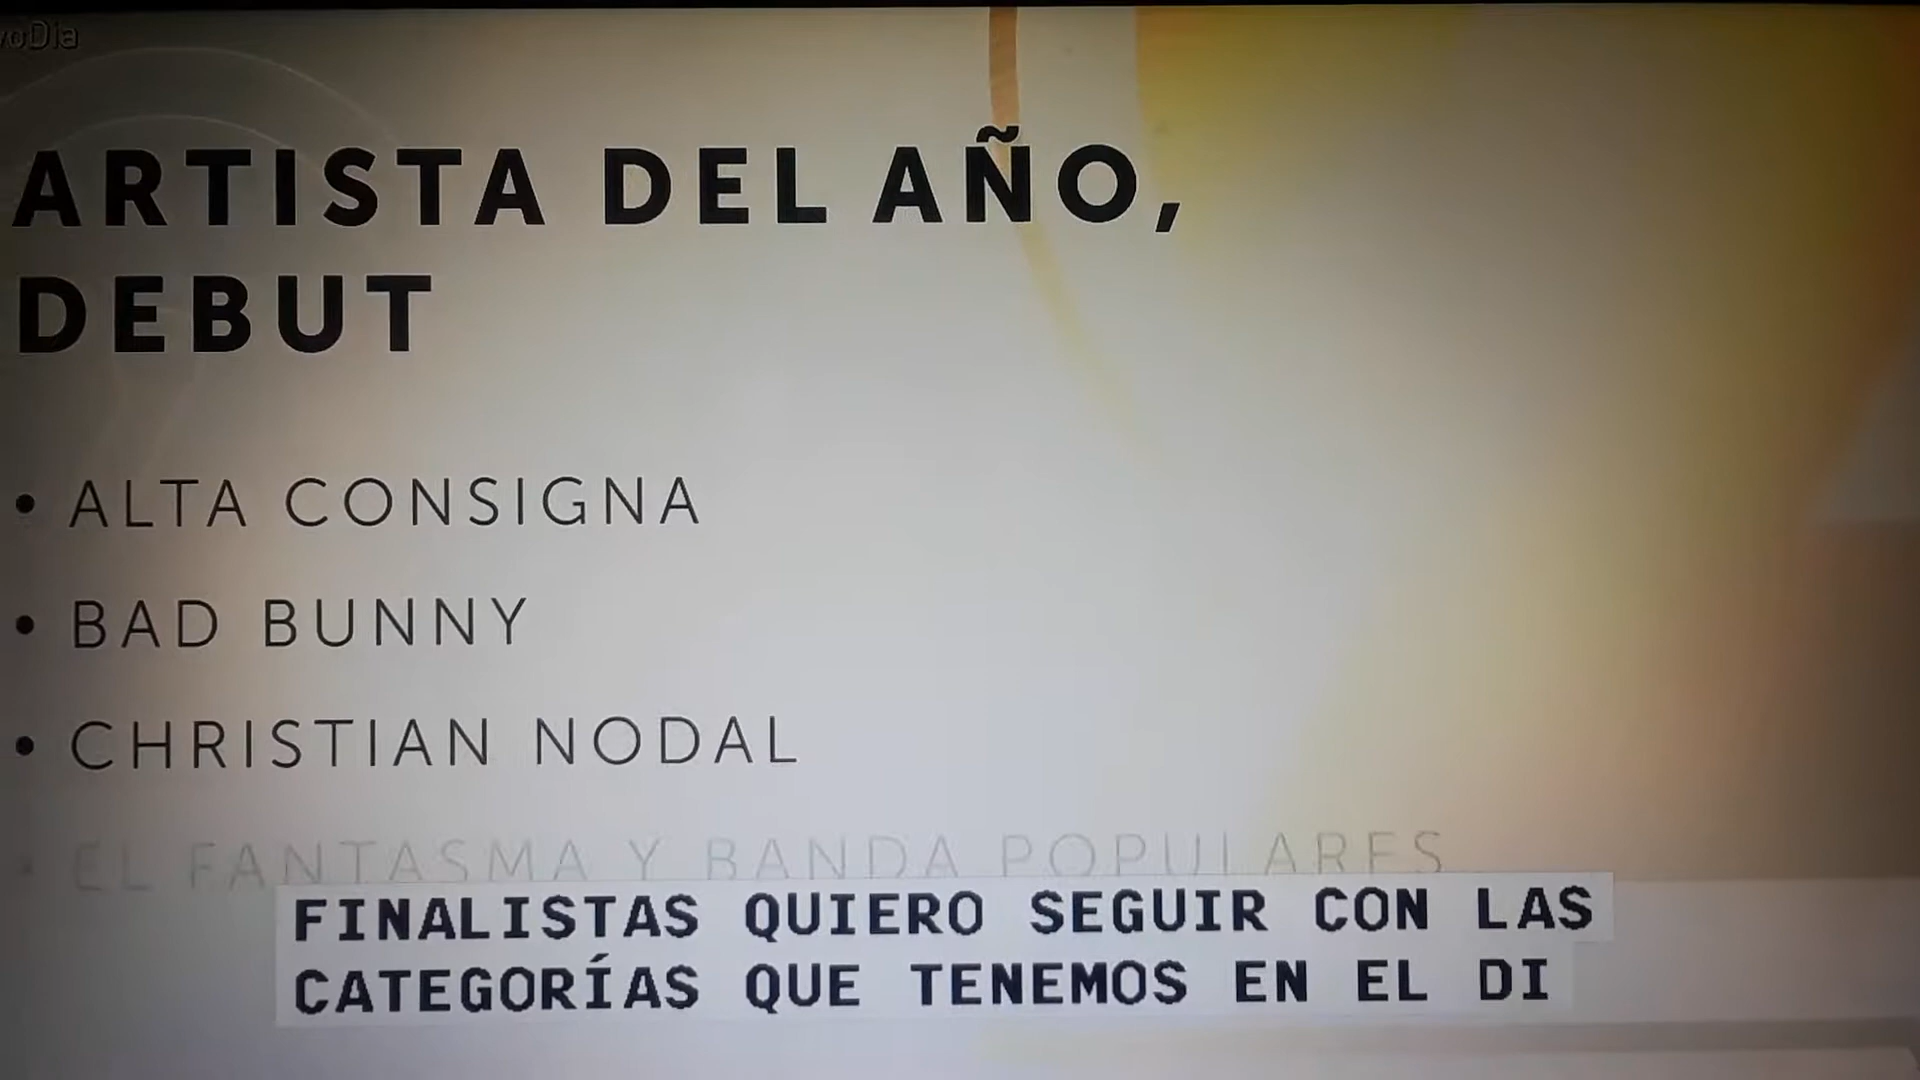 voDia
ARTISTA DEL AÑO,
DEBUT
• ALTA CONSIGNA
• BAD BUNNY
• CHRISTIAN NODAL
• EL FANTASMA Y BANDA POPULARES
FINALISTAS QUIERO SEGUIR CON LAS
CATEGORÍAS QUE TENEMOS EN EL DI